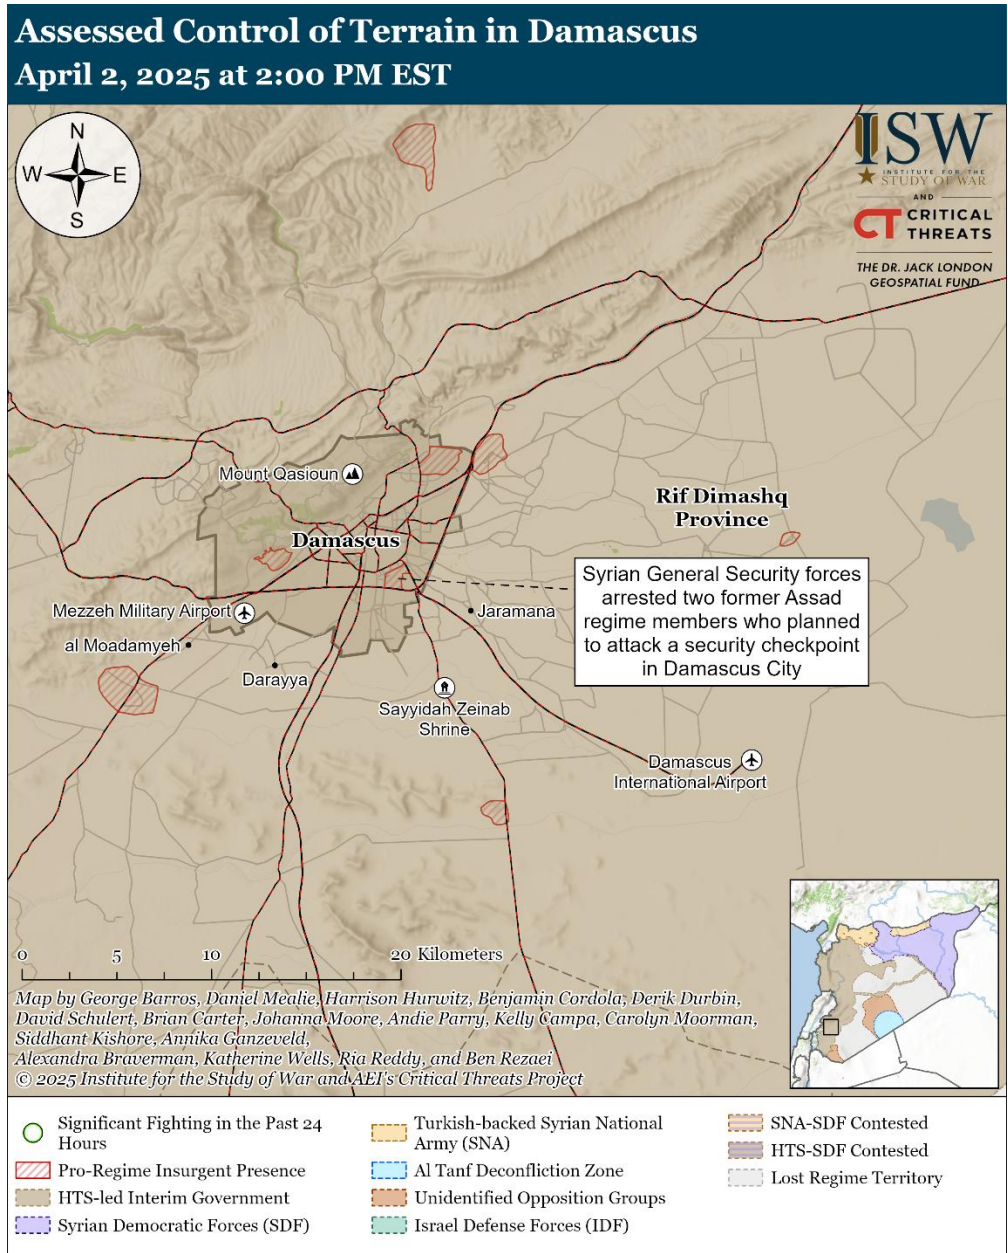 Assessed Control of Terrain in Damascus
April 2, 2025 at 2:00 PM EST
N
W
E
S
ISW
INSTITUTE FOR THE
STUDY OF WAR
AND
CT CRITICAL
THREATS
THE DR. JACK LONDON
GEOSPATIAL FUND
Mount Qasioun
Rif Dimashq
Province
Damascus
Syrian General Security forces
arrested two former Assad
regime members who planned
to attack a security checkpoint
in Damascus City
Mezzeh Military Airport
Jaramana
al Moadamyeh
Darayya
Sayyidah Zeinab
Shrine
Damascus
International Airport
0 5 10 20 Kilometers
Map by George Barros, Daniel Mealie, Harrison Hurwitz, Benjamin Cordola, Derik Durbin,
David Schulert, Brian Carter, Johanna Moore, Andie Parry, Kelly Campa, Carolyn Moorman,
Siddhant Kishore, Annika Ganzeveld,
Alexandra Braverman, Katherine Wells, Ria Reddy, and Ben Rezaei
© 2025 Institute for the Study of War and AEI's Critical Threats Project
Significant Fighting in the Past 24
Hours
Pro-Regime Insurgent Presence
HTS-led Interim Government
Syrian Democratic Forces (SDF)
Turkish-backed Syrian National
Army (SNA)
Al Tanf Deconfliction Zone
Unidentified Opposition Groups
Israel Defense Forces (IDF)
SNA-SDF Contested
HTS-SDF Contested
Lost Regime Territory